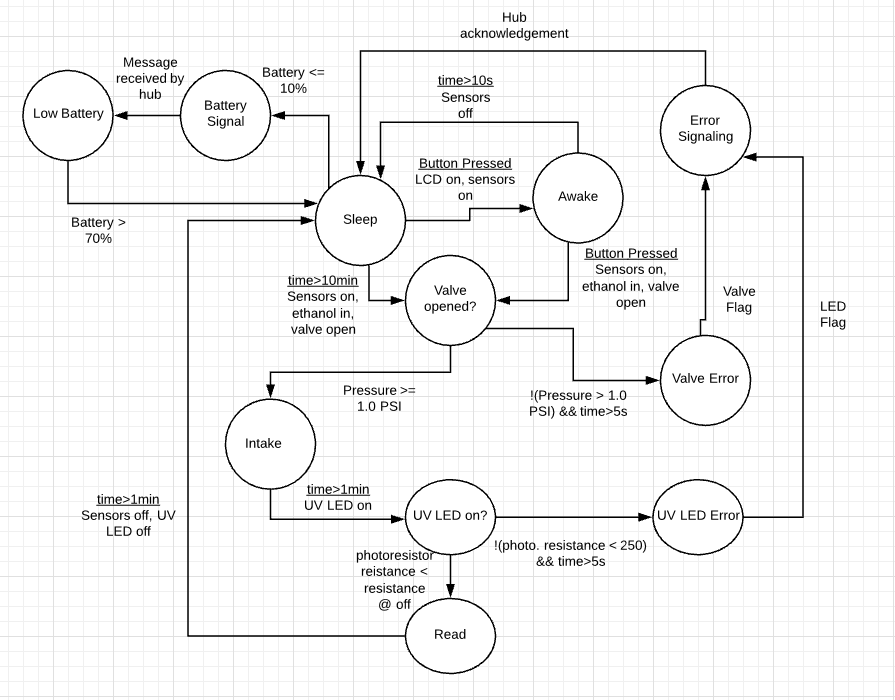 Hub
acknowledgement
Message
received by
hub
Battery <=
10%
time>10s
Sensors
off
Low Battery
Battery
Signal
Error
Signaling
Button Pressed
LCD on, sensors
on
Awake
Sleep
Battery >
70%
Button Pressed
Sensors on,
ethanol in, valve
open
time>10min
Sensors on,
ethanol in,
valve open
Valve
opened?
Valve
Flag
LED
Flag
Valve Error
Pressure >=
1.0 PSI
!(Pressure > 1.0
PSI) && time>5s
Intake
time>1min
Sensors off, UV
LED off
time>1min
UV LED on
UV LED on?
UV LED Error
!(photo. resistance < 250)
&& time>5s
photoresistor
reistance <
resistance
@ off
Read